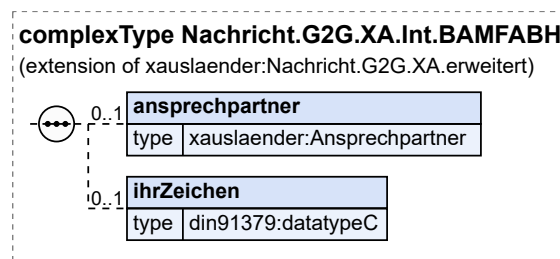 complexType Nachricht.G2G.XA.Int.BAMFABH
(extension of xauslaender:Nachricht.G2G.XA.erweitert)
0..1 ansprechpartner
type xauslaender:Ansprechpartner
0..1 ihrZeichen
type din91379:datatypeC